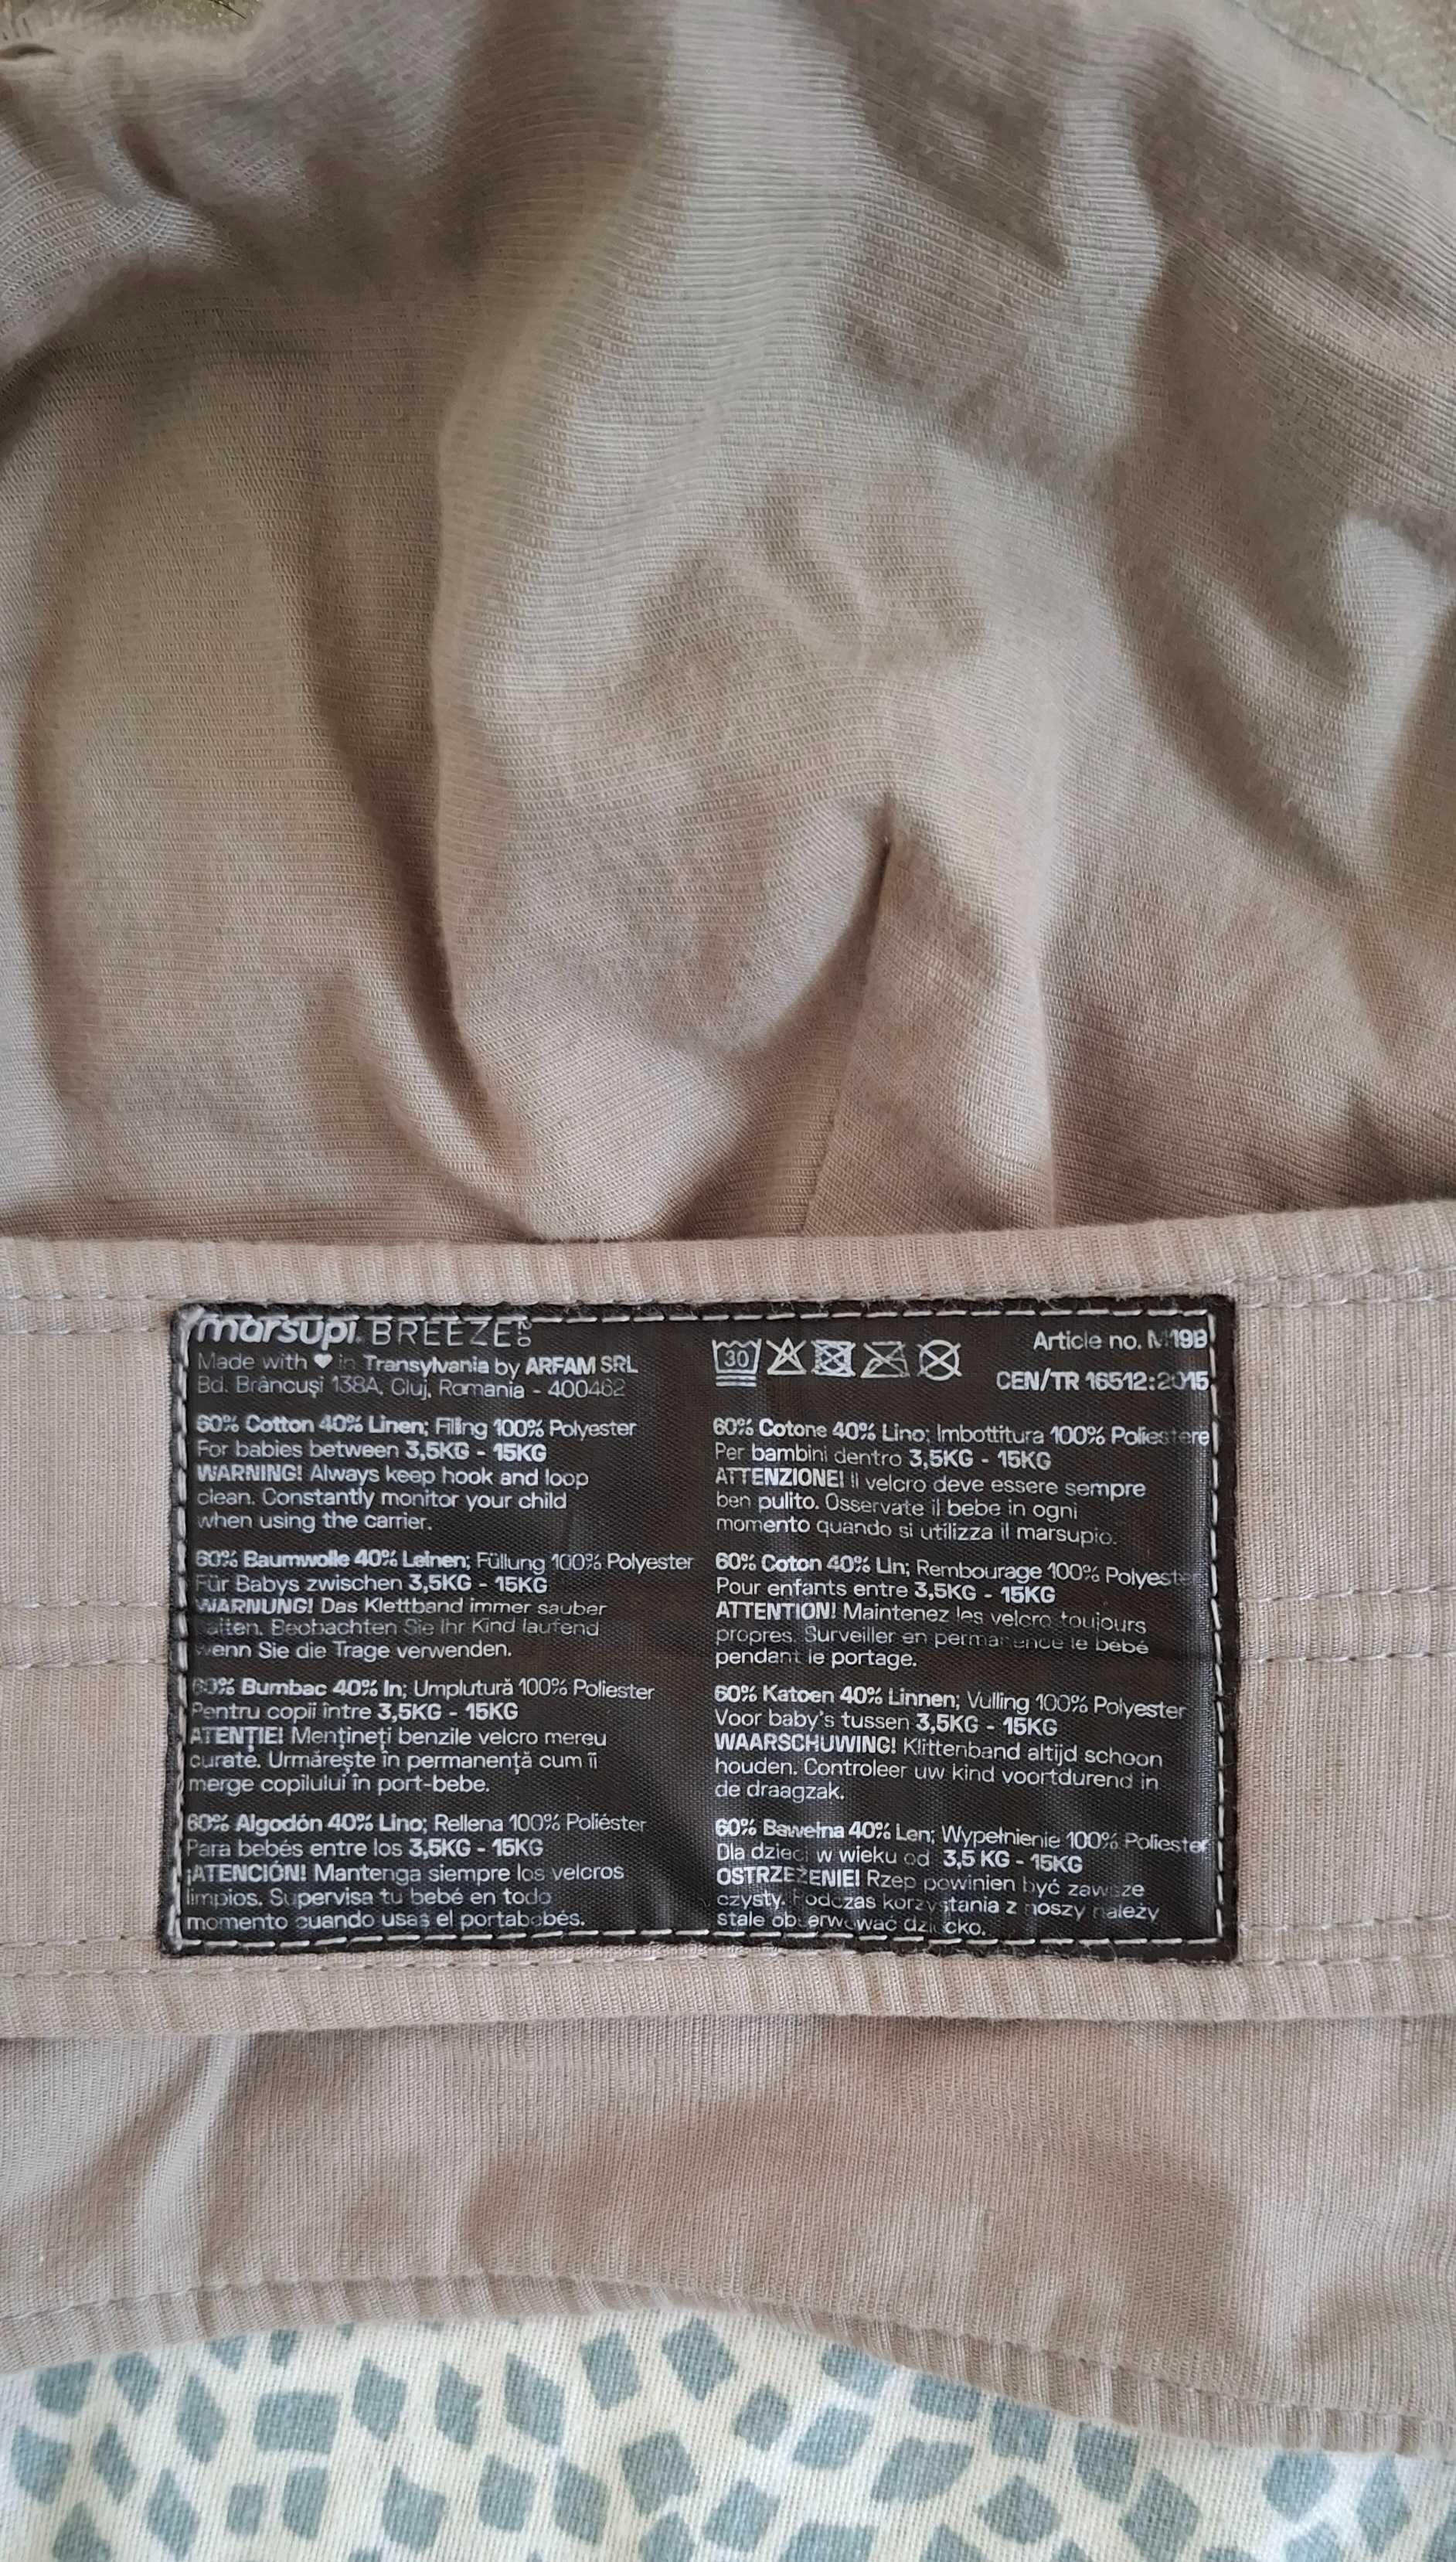 marsupi. BREEZE 2.0
Made with ♥ in Transylvania by ARFAM SRL
Bd. Brâncuși 138A, Cluj, Romania - 400462
60% Cotton 40% Linen; Filling 100% Polyester
For babies between 3,5KG - 15KG
WARNING! Always keep hook and loop
clean. Constantly monitor your child
when using the carrier.
60% Baumwolle 40% Leinen; Füllung 100% Polyester
Für Babys zwischen 3,5KG - 15KG
WARNUNG! Das Klettband immer sauber
halten. Beobachten Sie Ihr Kind laufend
wenn Sie die Trage verwenden.
60% Bumbac 40% In; Umplutură 100% Poliester
Pentru copii între 3,5KG - 15KG
ATENȚIE! Mențineți benzile velcro mereu
curate. Urmărește în permanență cum îi
merge copilului în port-bebe.
60% Algodón 40% Lino; Rellena 100% Poliéster
Para bebés entre los 3,5KG - 15KG
¡ATENCIÓN! Mantenga siempre los velcros
limpios. Supervisa tu bebé en todo
momento cuando usas el portabebés.
30
Article no. M19B
CEN/TR 16512:2015
60% Cotone 40% Lino; Imbottitura 100% Poliestere
Per bambini dentro 3,5KG - 15KG
ATTENZIONE! Il velcro deve essere sempre
ben pulito. Osservate il bebe in ogni
momento quando si utilizza il marsupio.
60% Coton 40% Lin; Rembourage 100% Polyester
Pour enfants entre 3,5KG - 15KG
ATTENTION! Maintenez les velcro toujours
propres. Surveiller en permanence le bébé
pendant le portage.
60% Katoen 40% Linnen; Vulling 100% Polyester
Voor baby's tussen 3,5KG - 15KG
WAARSCHUWING! Klittenband altijd schoon
houden. Controleer uw kind voortdurend in
de draagzak.
60% Bawełna 40% Len; Wypełnienie 100% Poliester
Dla dzieci w wieku od 3,5 KG - 15KG
OSTRZEŻENIE! Rzep powinien być zawsze
czysty. Podczas korzystania z noszy należy
stale obserwować dziecko.